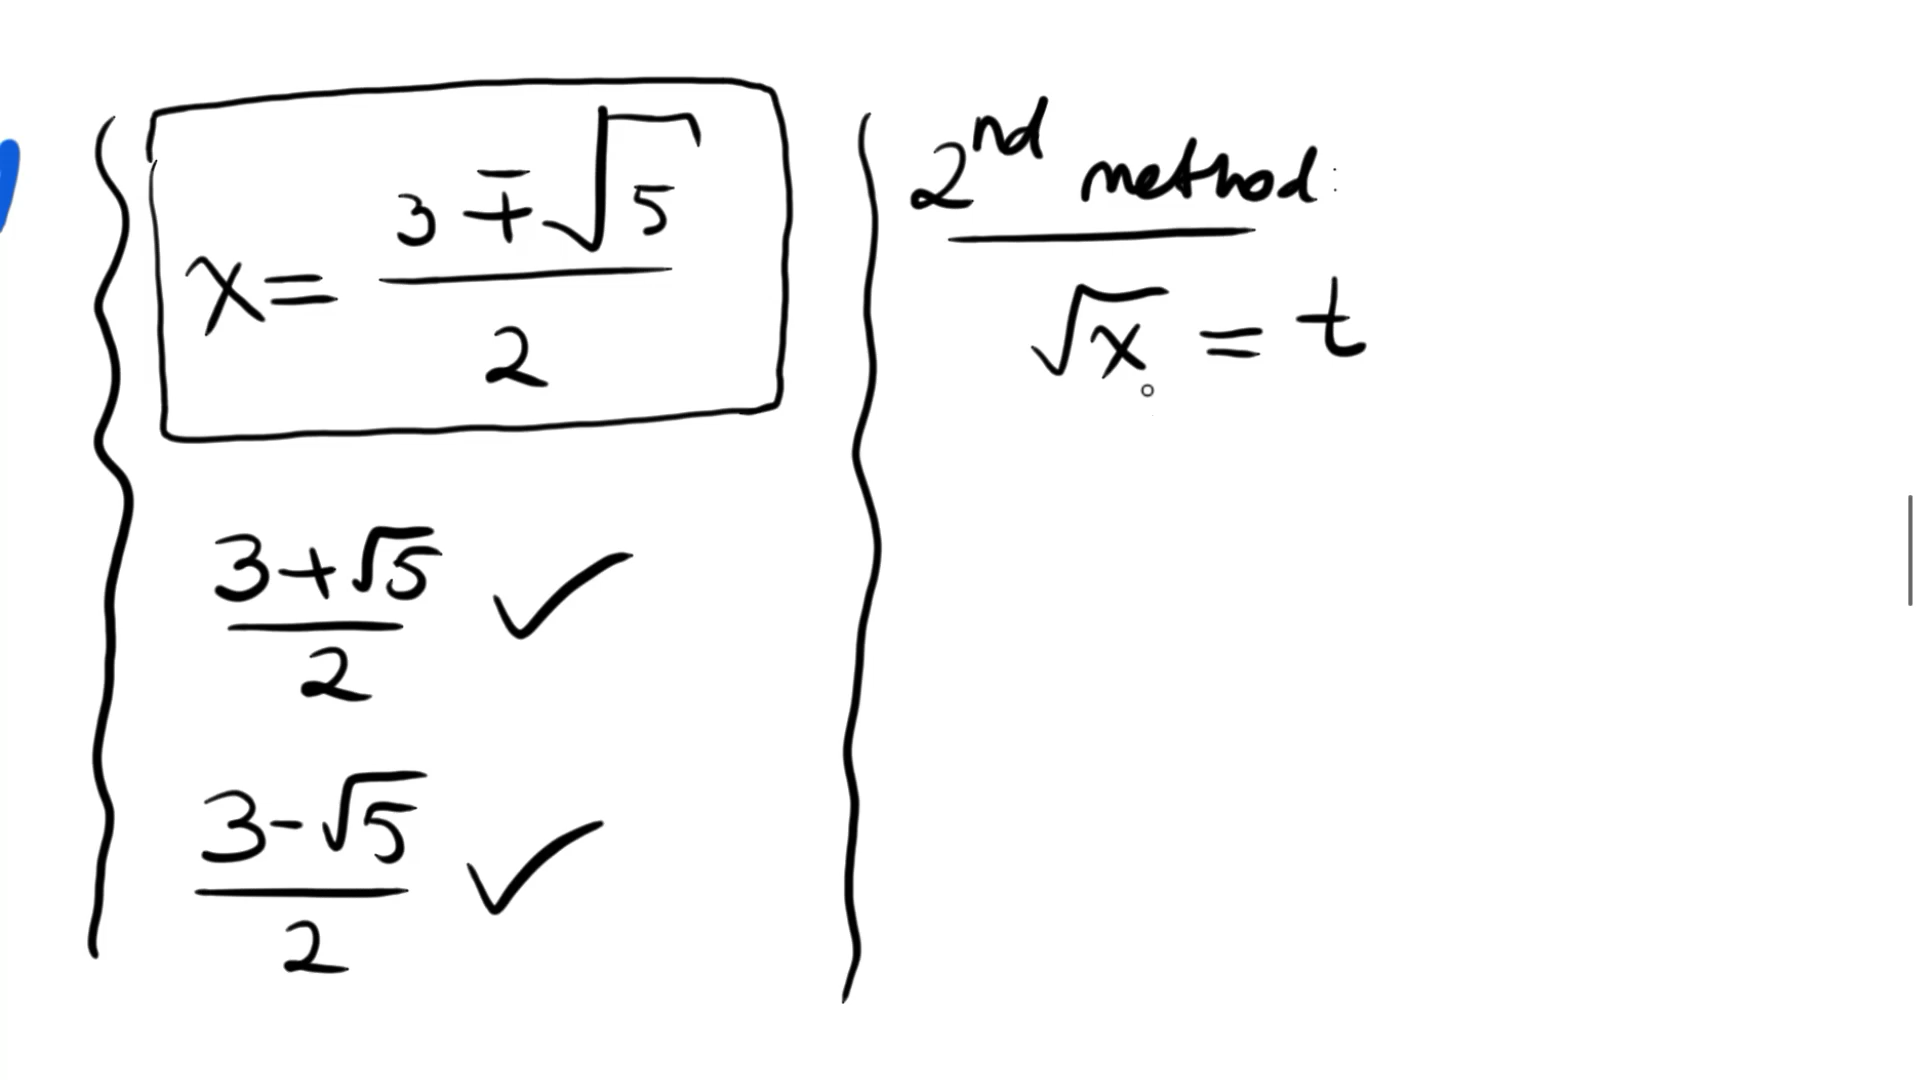 x = (3 ∓ √5) / 2
(3 + √5) / 2 ✓
(3 - √5) / 2 ✓
2nd method:
√x = t